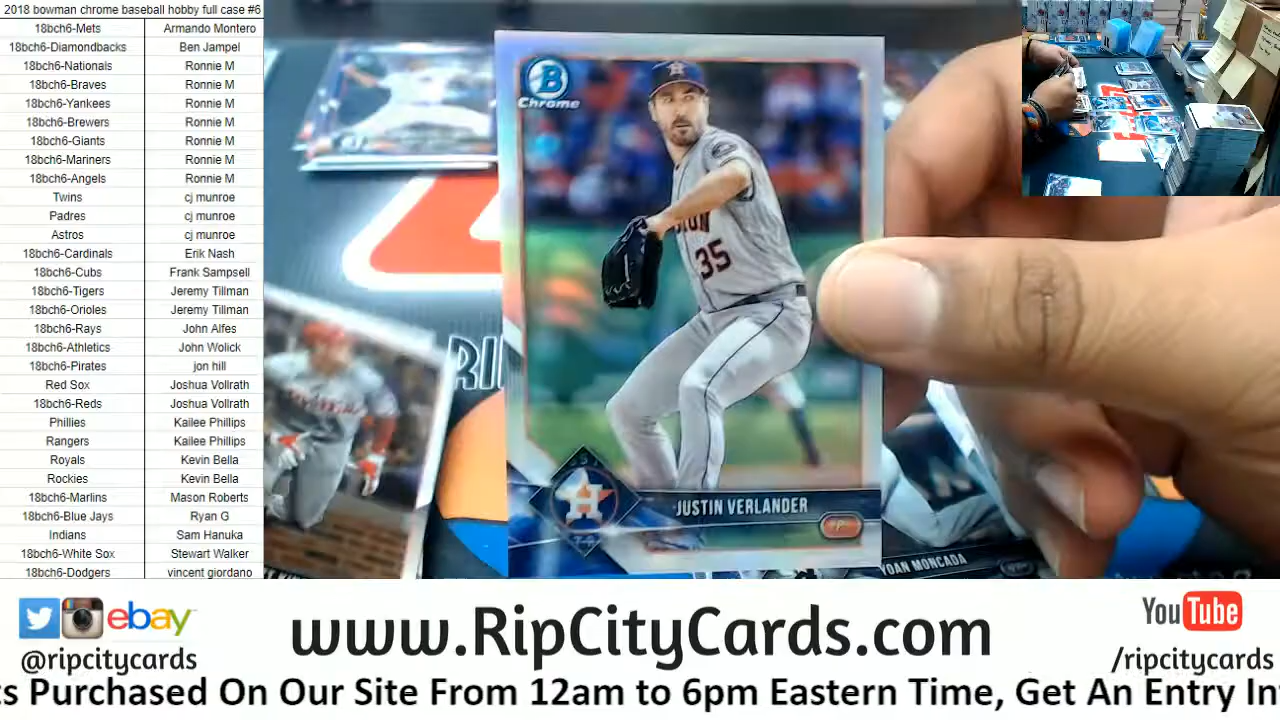 2018 bowman chrome baseball hobby full case #6
18bch6-Mets Armando Montero
18bch6-Diamondbacks Ben Jampel
18bch6-Nationals Ronnie M
18bch6-Braves Ronnie M
18bch6-Yankees Ronnie M
18bch6-Brewers Ronnie M
18bch6-Giants Ronnie M
18bch6-Mariners Ronnie M
18bch6-Angels Ronnie M
Twins cj munroe
Padres cj munroe
Astros cj munroe
18bch6-Cardinals Erik Nash
18bch6-Cubs Frank Sampsell
18bch6-Tigers Jeremy Tillman
18bch6-Orioles Jeremy Tillman
18bch6-Rays John Alfes
18bch6-Athletics John Wolick
18bch6-Pirates jon hill
Red Sox Joshua Vollrath
18bch6-Reds Joshua Vollrath
Phillies Kailee Phillips
Rangers Kailee Phillips
Royals Kevin Bella
Rockies Kevin Bella
18bch6-Marlins Mason Roberts
18bch6-Blue Jays Ryan G
Indians Sam Hanuka
18bch6-White Sox Stewart Walker
18bch6-Dodgers vincent giordano
B
Chrome
35
H
JUSTIN VERLANDER
P
RI
YOAN MONCADA
ebay
@ripcitycards
www.RipCityCards.com
YouTube
/ripcitycards
ts Purchased On Our Site From 12am to 6pm Eastern Time, Get An Entry In